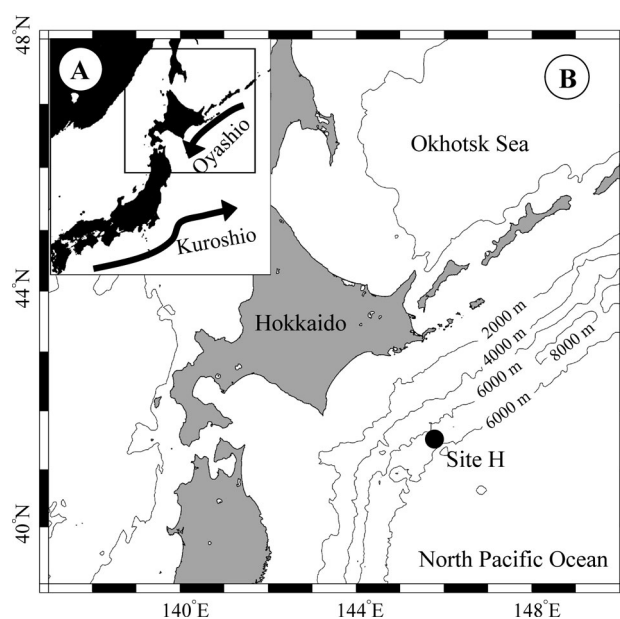 48°N
A
B
Oyashio
Kuroshio
Okhotsk Sea
44°N
Hokkaido
2000 m
4000 m
6000 m
8000 m
6000 m
Site H
40°N
North Pacific Ocean
140°E
144°E
148°E